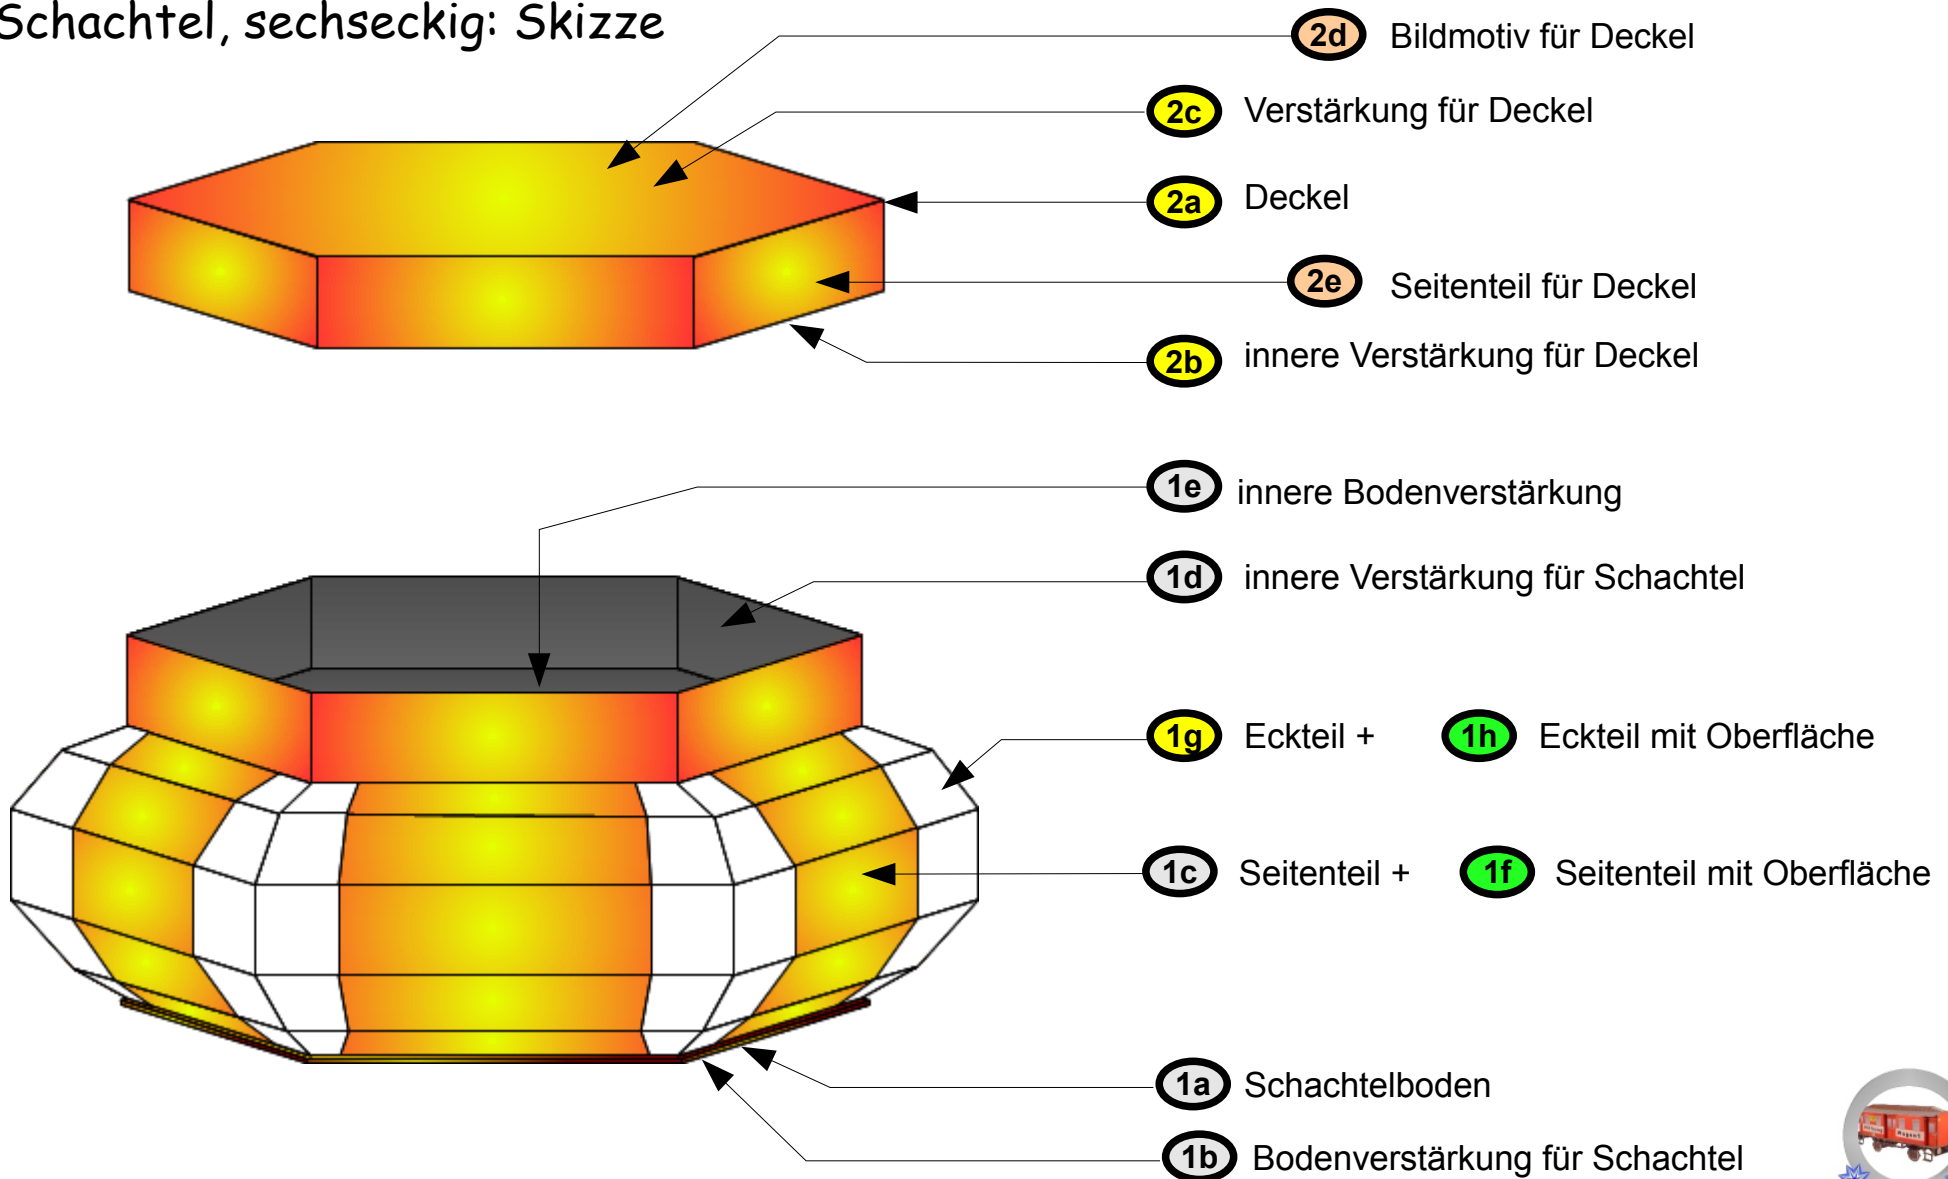 Schachtel, sechseckig: Skizze
2d Bildmotiv für Deckel
2c Verstärkung für Deckel
2a Deckel
2e Seitenteil für Deckel
2b innere Verstärkung für Deckel
1e innere Bodenverstärkung
1d innere Verstärkung für Schachtel
1g Eckteil + 1h Eckteil mit Oberfläche
1c Seitenteil + 1f Seitenteil mit Oberfläche
1a Schachtelboden
1b Bodenverstärkung für Schachtel